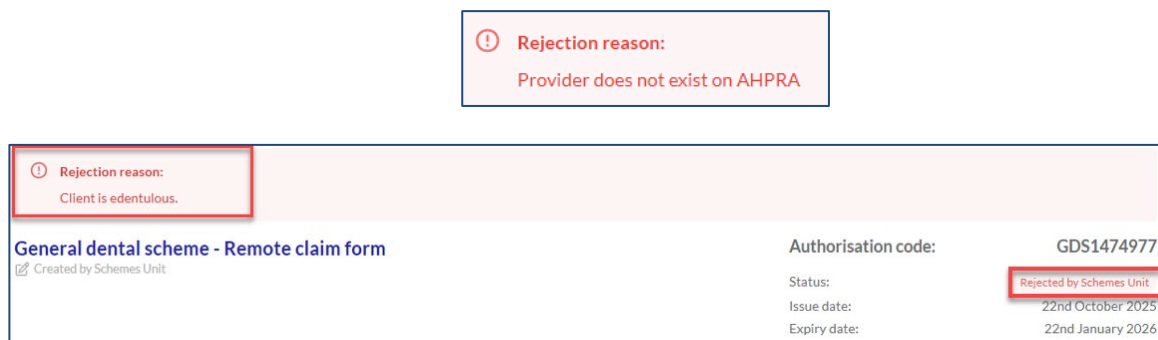 Rejection reason:
Provider does not exist on AHPRA
Rejection reason:
Client is edentulous.
General dental scheme - Remote claim form
Created by Schemes Unit
Authorisation code: GDS1474977
Status: Rejected by Schemes Unit
Issue date: 22nd October 2025
Expiry date: 22nd January 2026